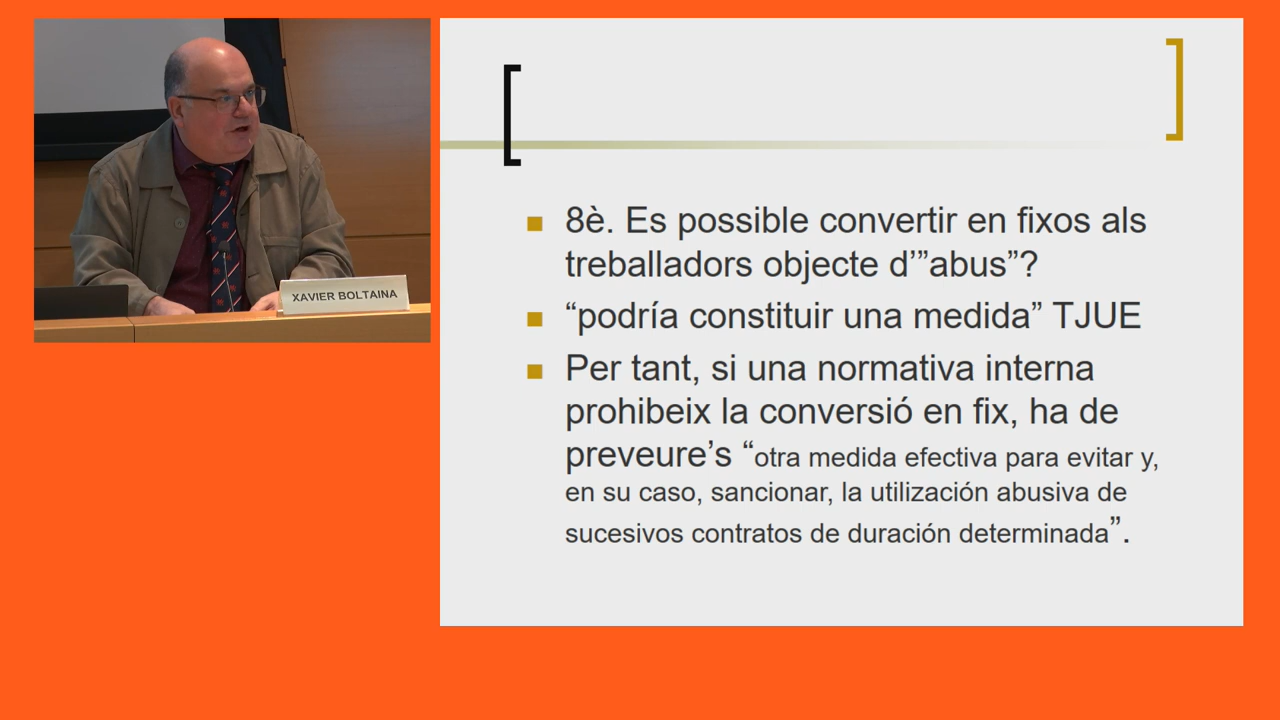 XAVIER BOLTAINA
8è. Es possible convertir en fixos als
treballadors objecte d’”abus”?
“podría constituir una medida” TJUE
Per tant, si una normativa interna
prohibeix la conversió en fix, ha de
preveure’s “otra medida efectiva para evitar y,
en su caso, sancionar, la utilización abusiva de
sucesivos contratos de duración determinada”.